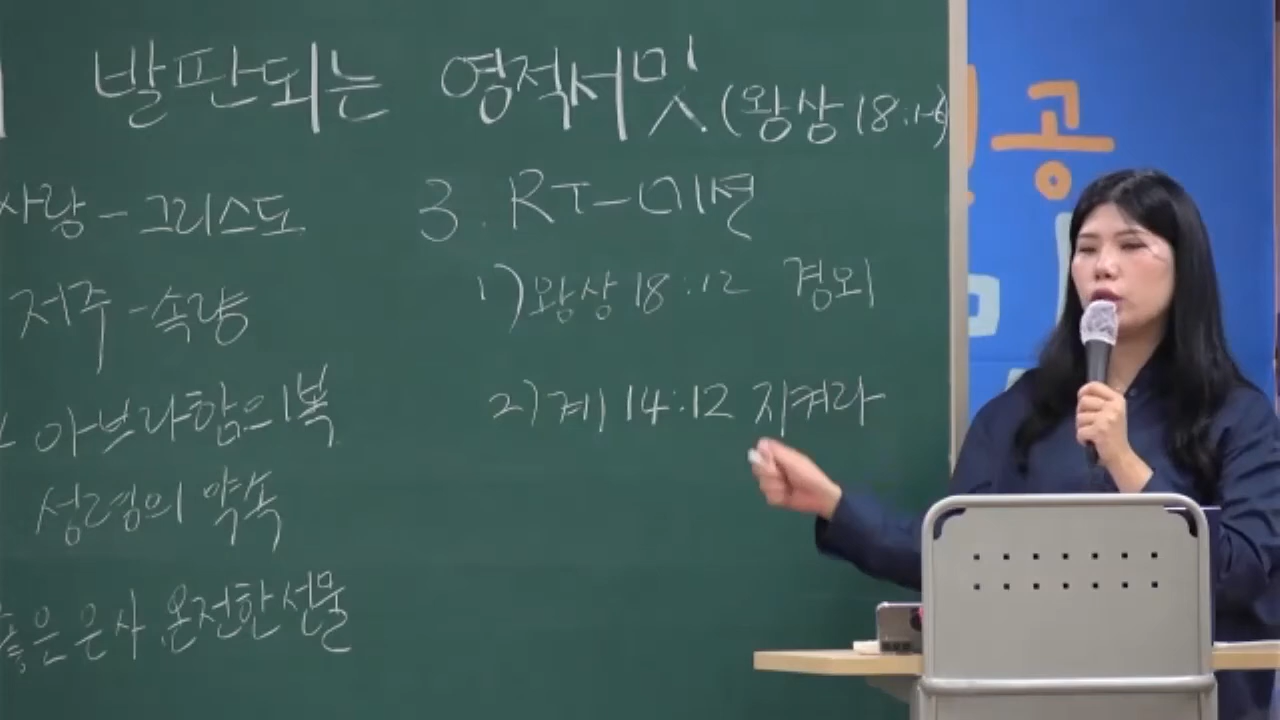 발판되는 영적서밋 (왕상 18:1-6)
사랑 - 그리스도
저주 - 속량
아브라함의 복
성령의 약속
좋은 은사 온전한 선물
3. RT-미션
1) 왕상 18:12 경외
2) 계 14:12 지켜라
공